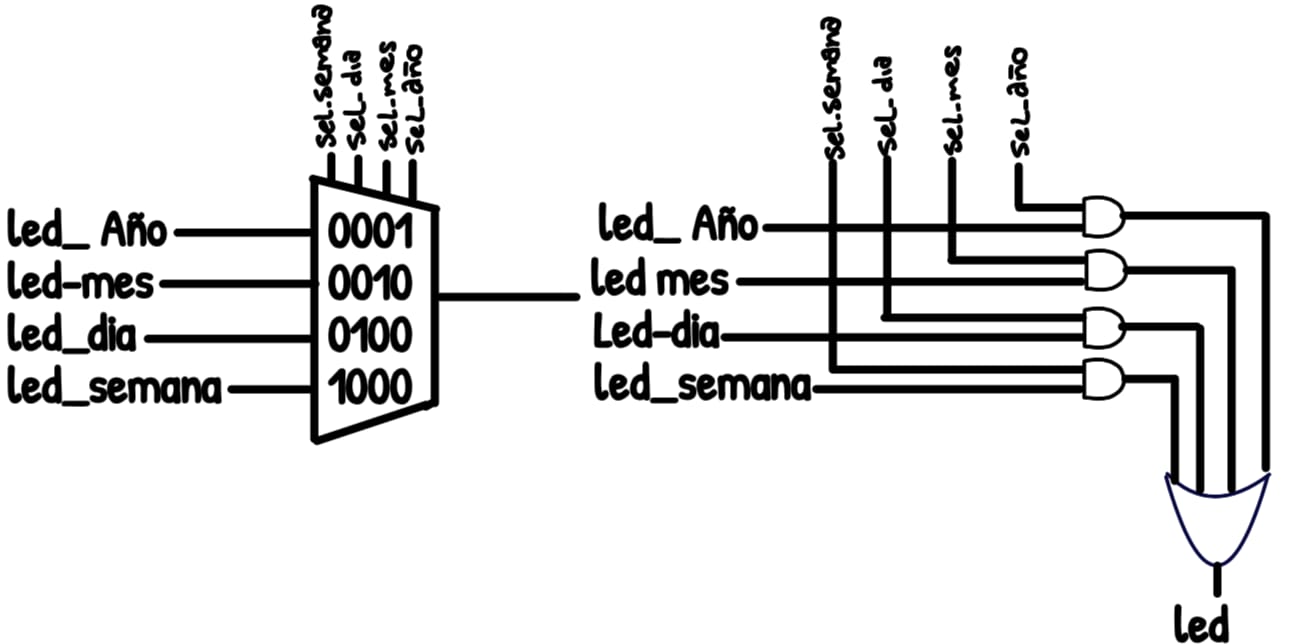 sel.semana
sel_dia
sel.mes
seL_año
led_ Año
led-mes
led_dia
led_semana
0001
0010
0100
1000
sel.semana
sel_dia
sel.mes
seL_año
led_ Año
led mes
Led-dia
led_semana
led